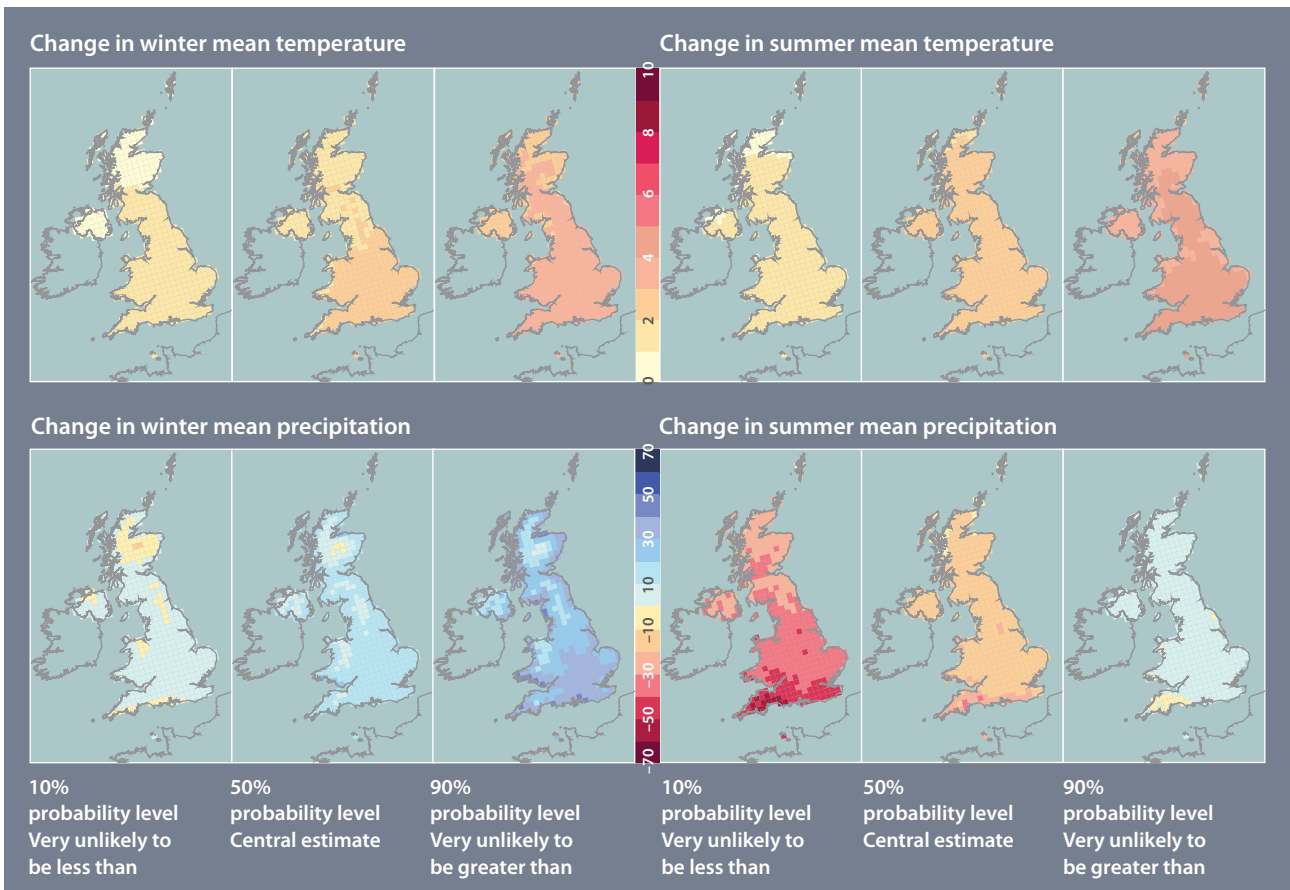 Change in winter mean temperature
Change in summer mean temperature
10
8
6
4
2
0
Change in winter mean precipitation
Change in summer mean precipitation
70
50
30
10
−10
−30
−50
−70
10%
probability level
Very unlikely to
be less than
50%
probability level
Central estimate
90%
probability level
Very unlikely to
be greater than
10%
probability level
Very unlikely to
be less than
50%
probability level
Central estimate
90%
probability level
Very unlikely to
be greater than